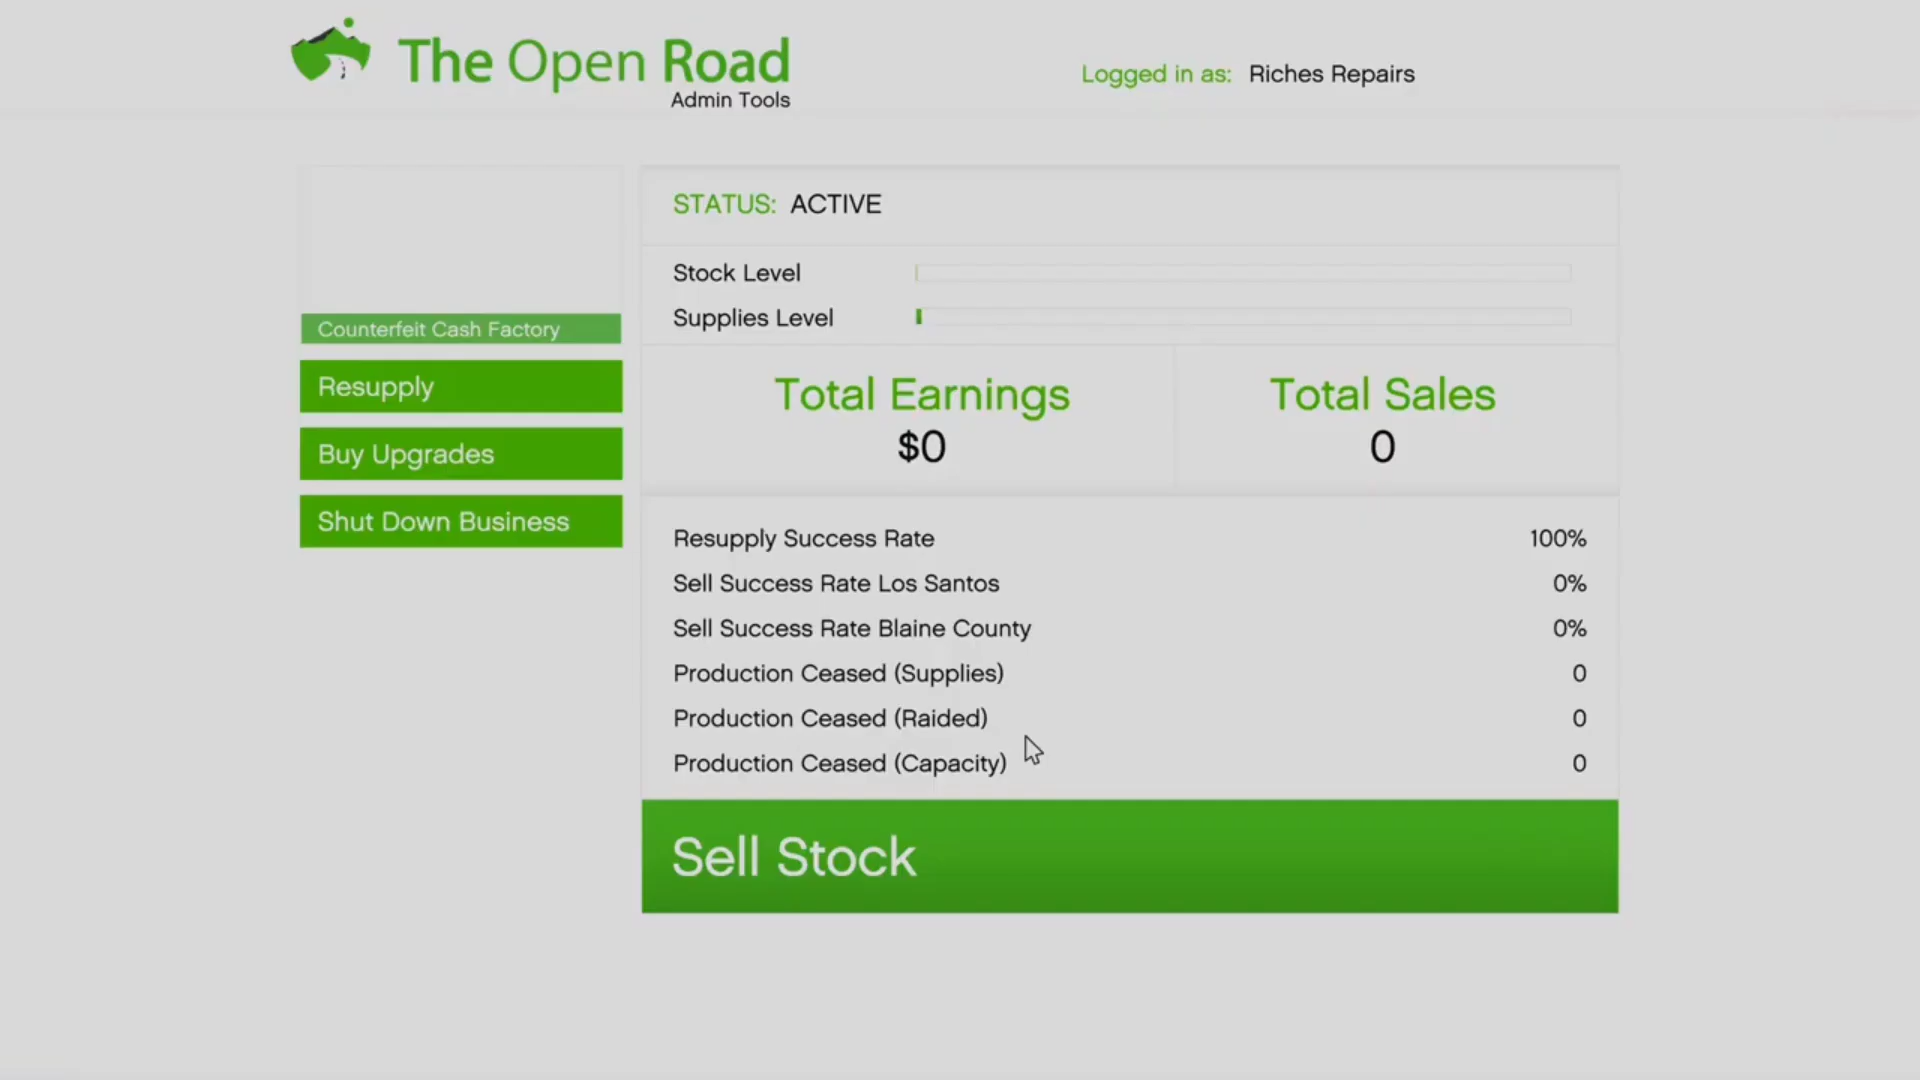 The Open Road
Admin Tools
Logged in as: Riches Repairs
Counterfeit Cash Factory
Resupply
Buy Upgrades
Shut Down Business
STATUS: ACTIVE
Stock Level
Supplies Level
Total Earnings
$0
Total Sales
0
Resupply Success Rate 100%
Sell Success Rate Los Santos 0%
Sell Success Rate Blaine County 0%
Production Ceased (Supplies) 0
Production Ceased (Raided) 0
Production Ceased (Capacity) 0
Sell Stock